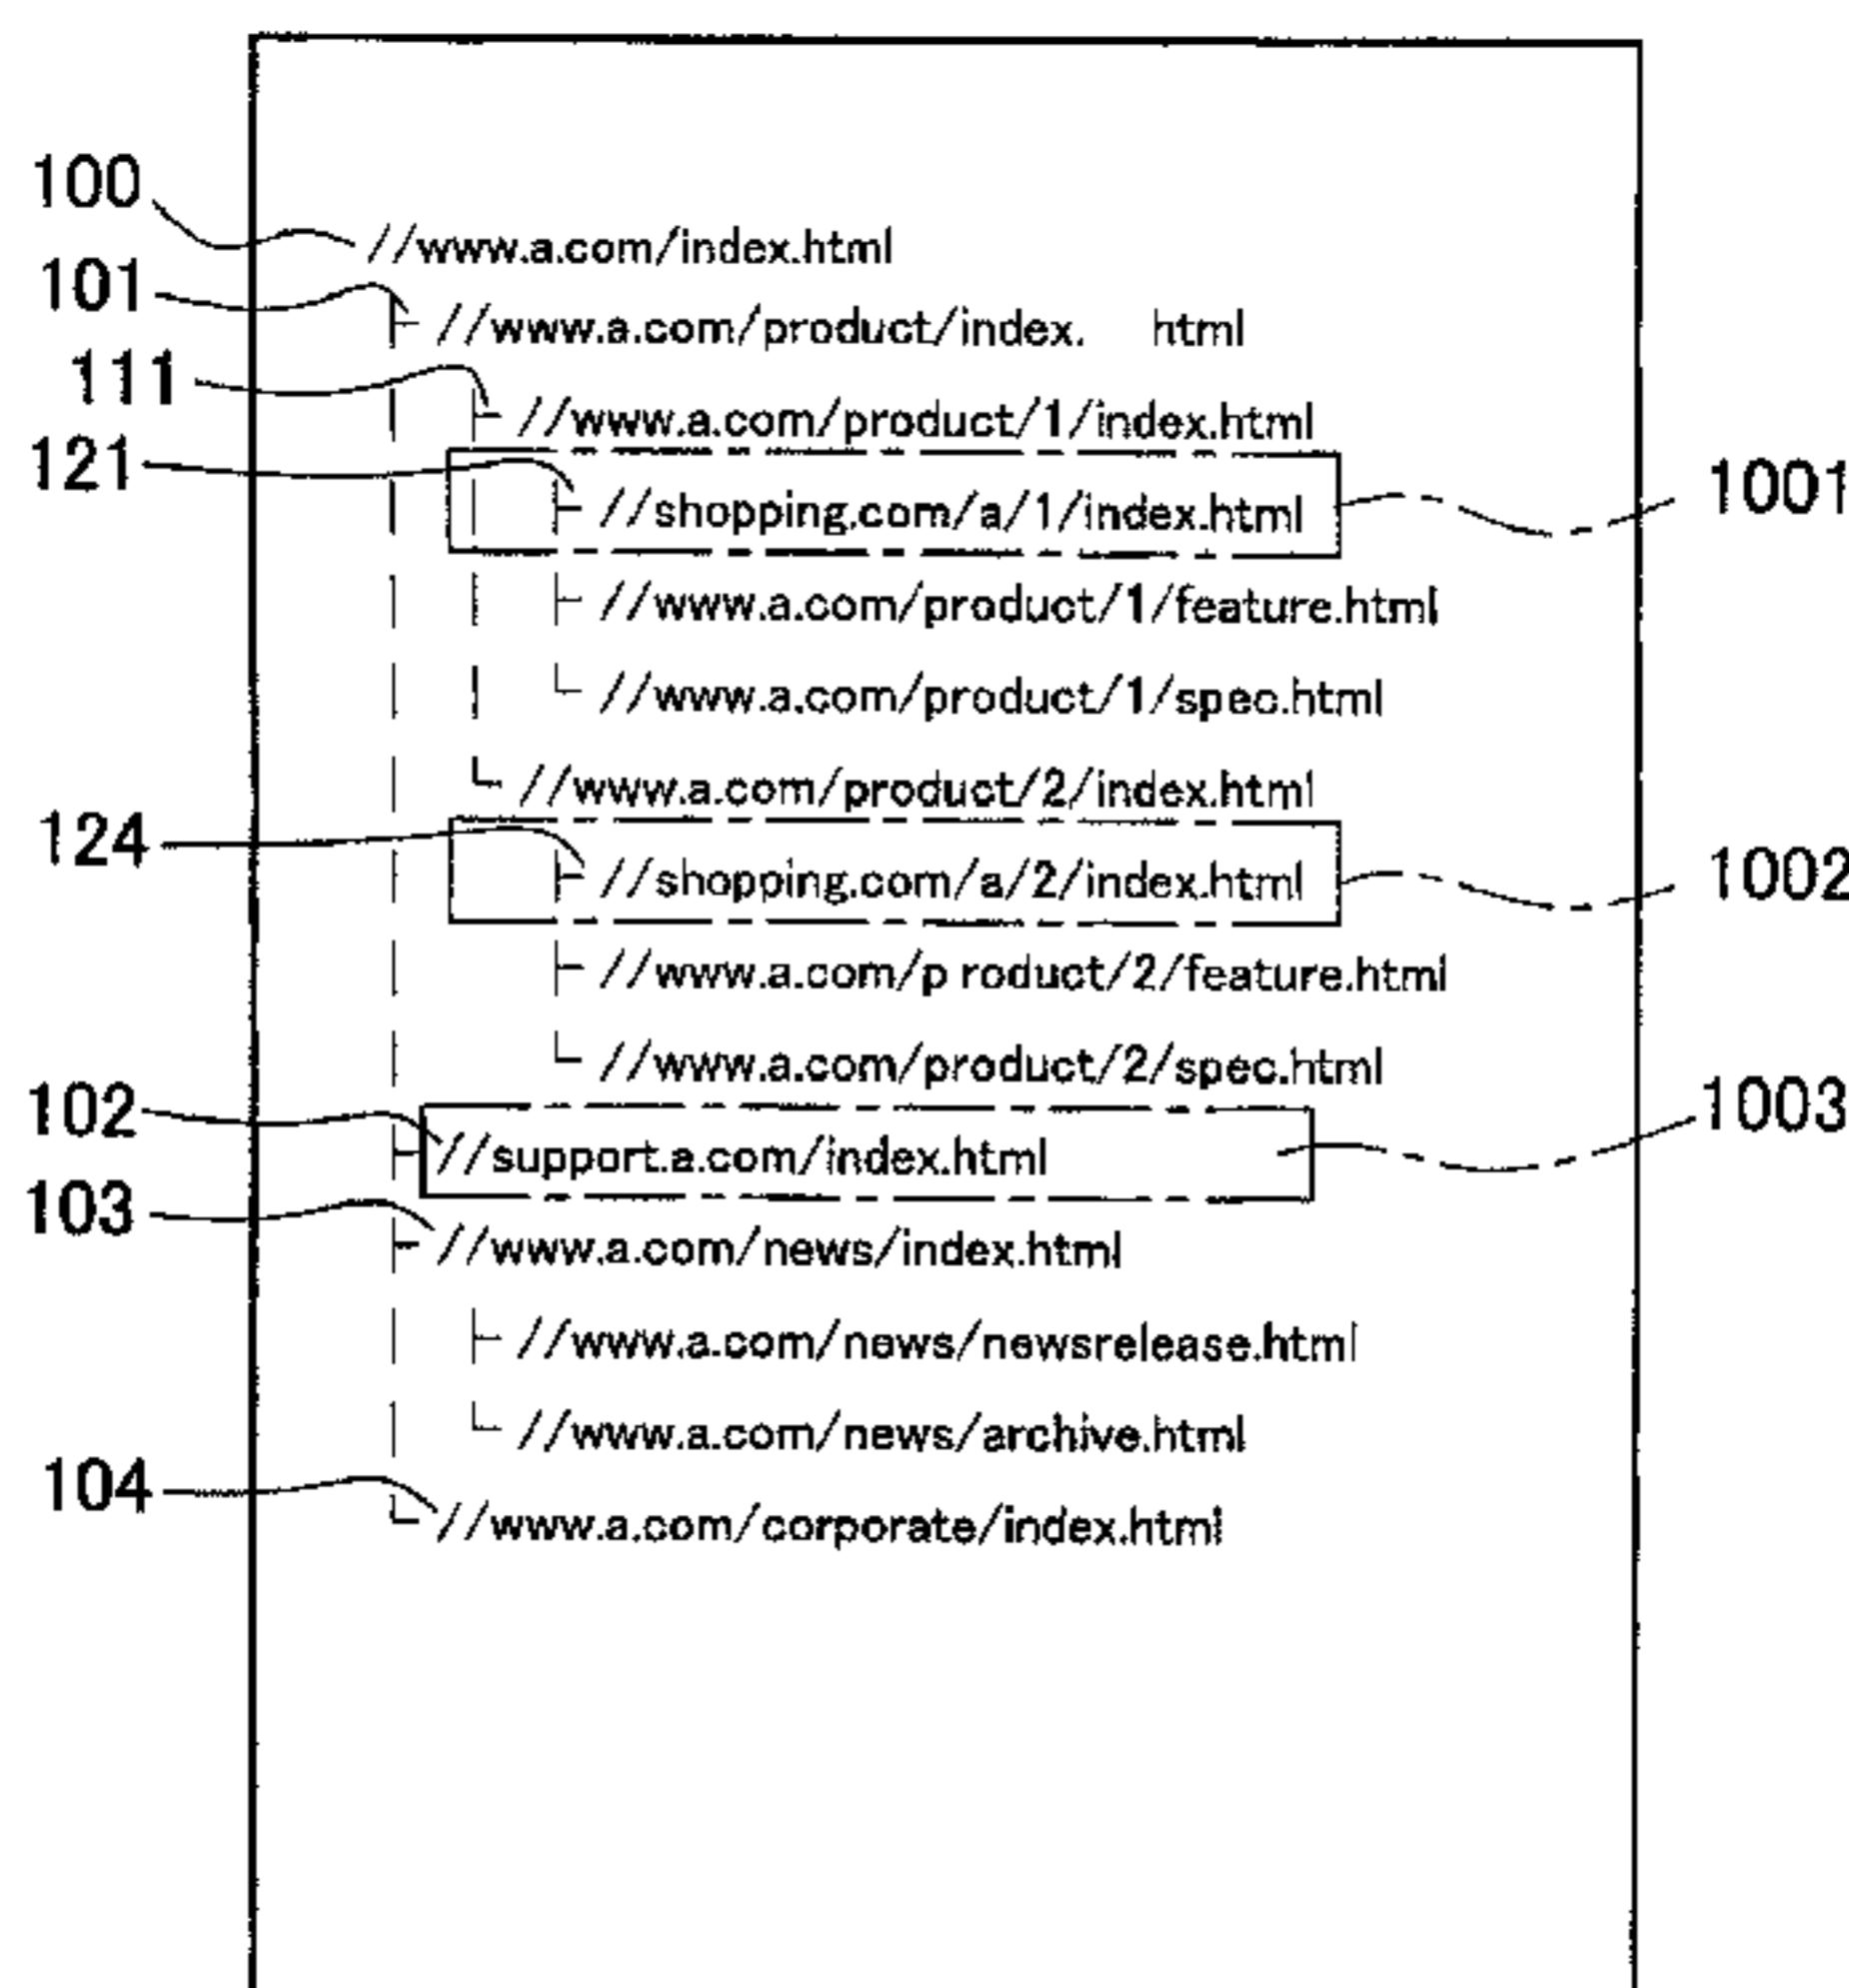 100
//www.a.com/index.html
101
//www.a.com/product/index. html
111
//www.a.com/product/1/index.html
121
//shopping.com/a/1/index.html
1001
//www.a.com/product/1/feature.html
//www.a.com/product/1/spec.html
//www.a.com/product/2/index.html
124
//shopping.com/a/2/index.html
1002
//www.a.com/p roduct/2/feature.html
//www.a.com/product/2/spec.html
102
//support.a.com/index.html
1003
103
//www.a.com/news/index.html
//www.a.com/news/newsrelease.html
//www.a.com/news/archive.html
104
//www.a.com/corporate/index.html